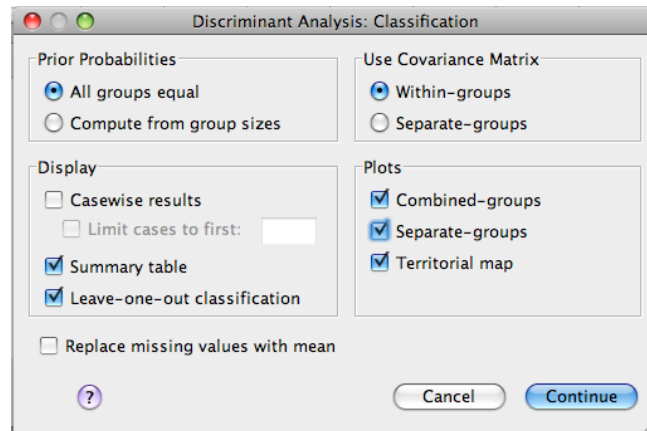 Discriminant Analysis: Classification
Prior Probabilities
All groups equal
Compute from group sizes
Use Covariance Matrix
Within-groups
Separate-groups
Display
Casewise results
Limit cases to first:
Summary table
Leave-one-out classification
Plots
Combined-groups
Separate-groups
Territorial map
Replace missing values with mean
?
Cancel
Continue